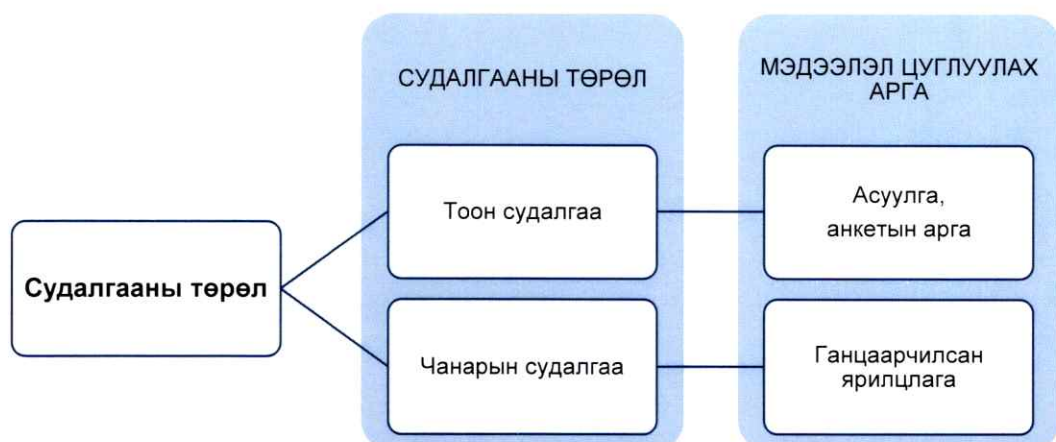 СУДАЛГААНЫ ТӨРӨЛ
МЭДЭЭЛЭЛ ЦУГЛУУЛАХ
АРГА
Судалгааны төрөл
Тоон судалгаа
Асуулга,
анкетын арга
Чанарын судалгаа
Ганцаарчилсан
ярилцлага